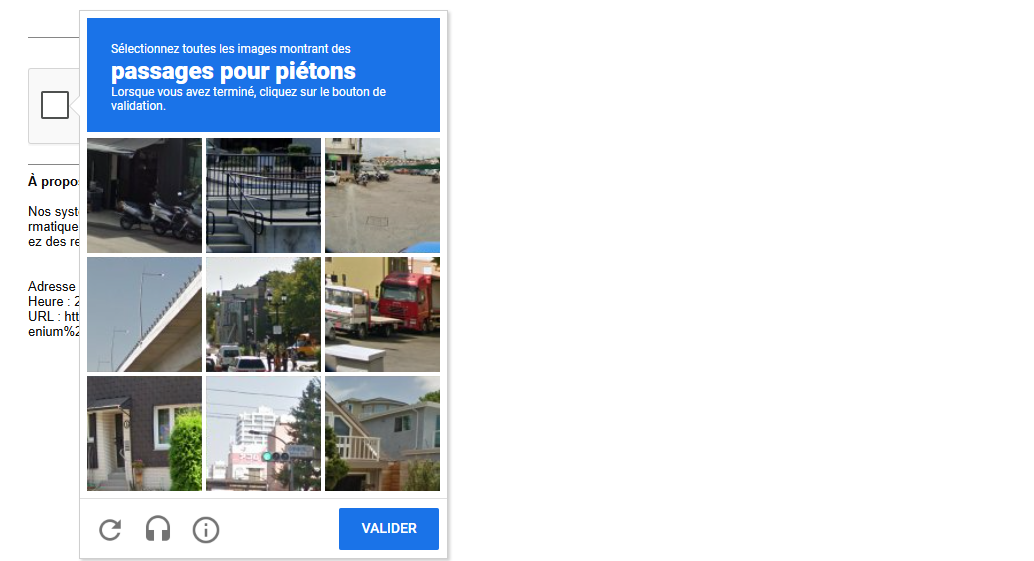 Sélectionnez toutes les images montrant des
passages pour piétons
Lorsque vous avez terminé, cliquez sur le bouton de
validation.
À propo
Nos syst
rmatique
ez des re
Adresse
Heure : 2
URL : htt
enium%2
VALIDER